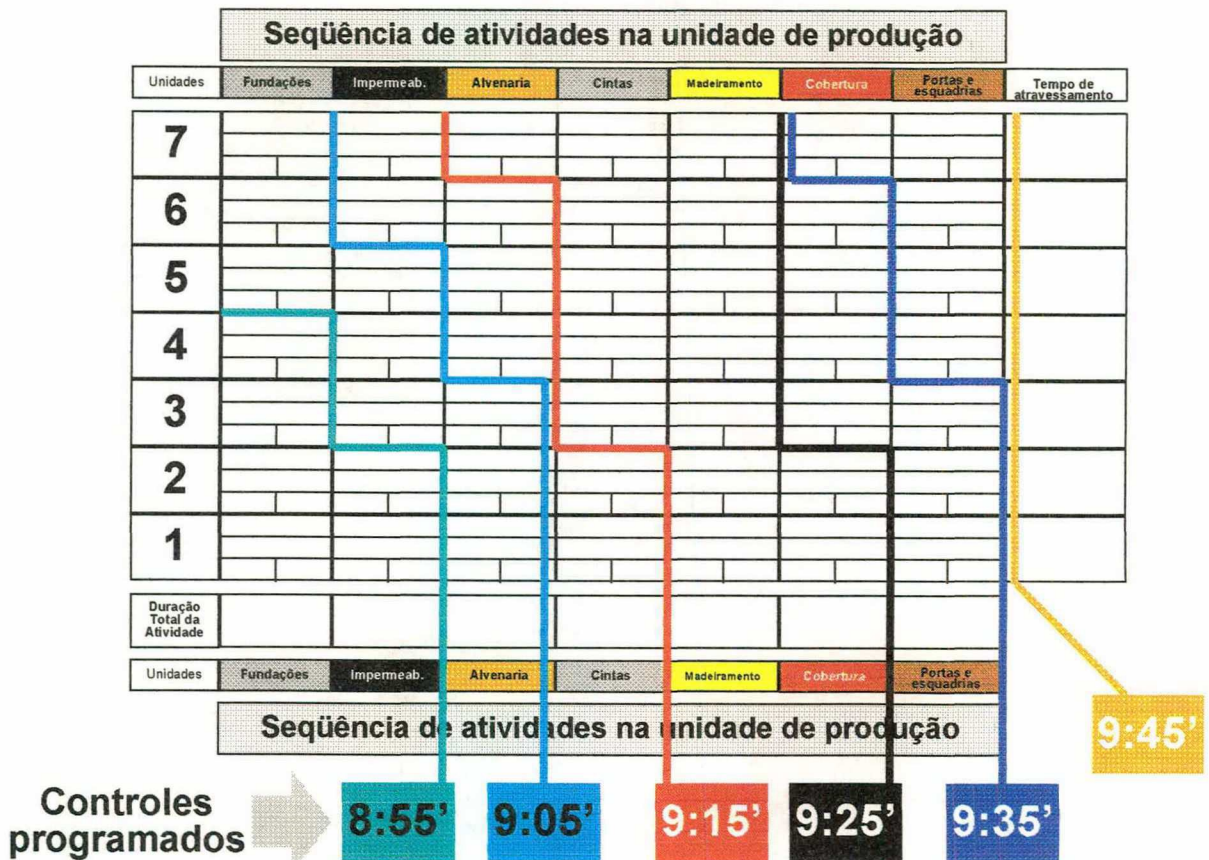 Seqüência de atividades na unidade de produção
Unidades Fundações Impermeab. Alvenaria Cintas Madeiramento Cobertura Portas e esquadrias Tempo de atravessamento
7
6
5
4
3
2
1
Duração
Total da
Atividade
Unidades Fundações Impermeab. Alvenaria Cintas Madeiramento Cobertura Portas e esquadrias
Seqüência de atividades na unidade de produção
9:45'
Controles
programados
8:55' 9:05' 9:15' 9:25' 9:35'